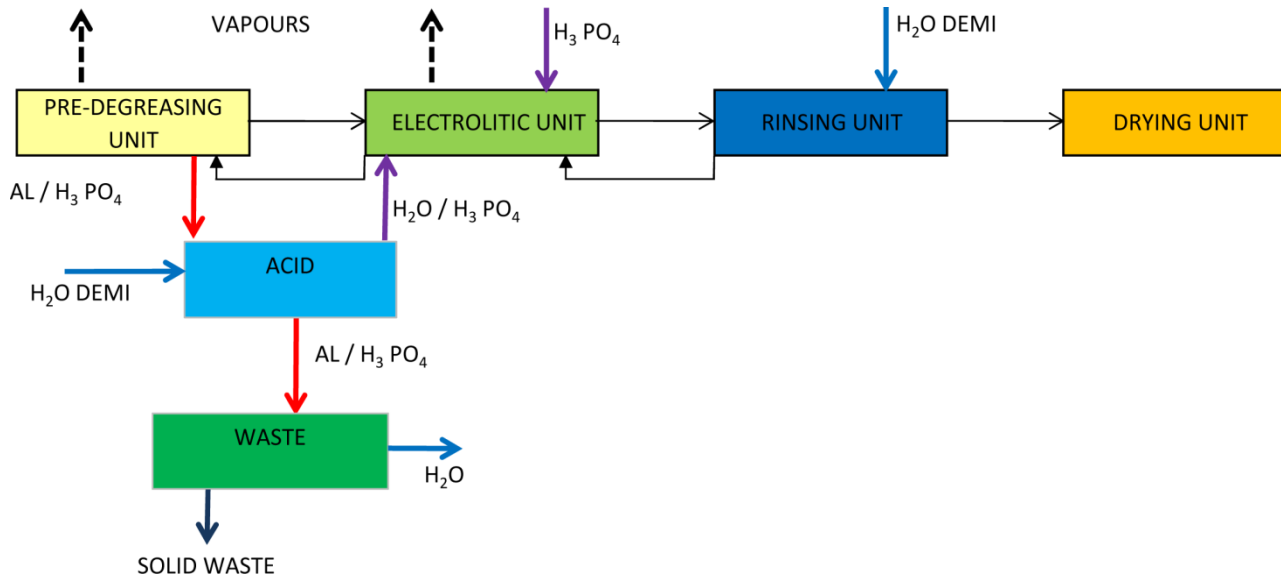 VAPOURS
H₃ PO₄
H₂O DEMI
PRE-DEGREASING
UNIT
ELECTROLITIC UNIT
RINSING UNIT
DRYING UNIT
AL / H₃ PO₄
H₂O / H₃ PO₄
ACID
H₂O DEMI
AL / H₃ PO₄
WASTE
H₂O
SOLID WASTE